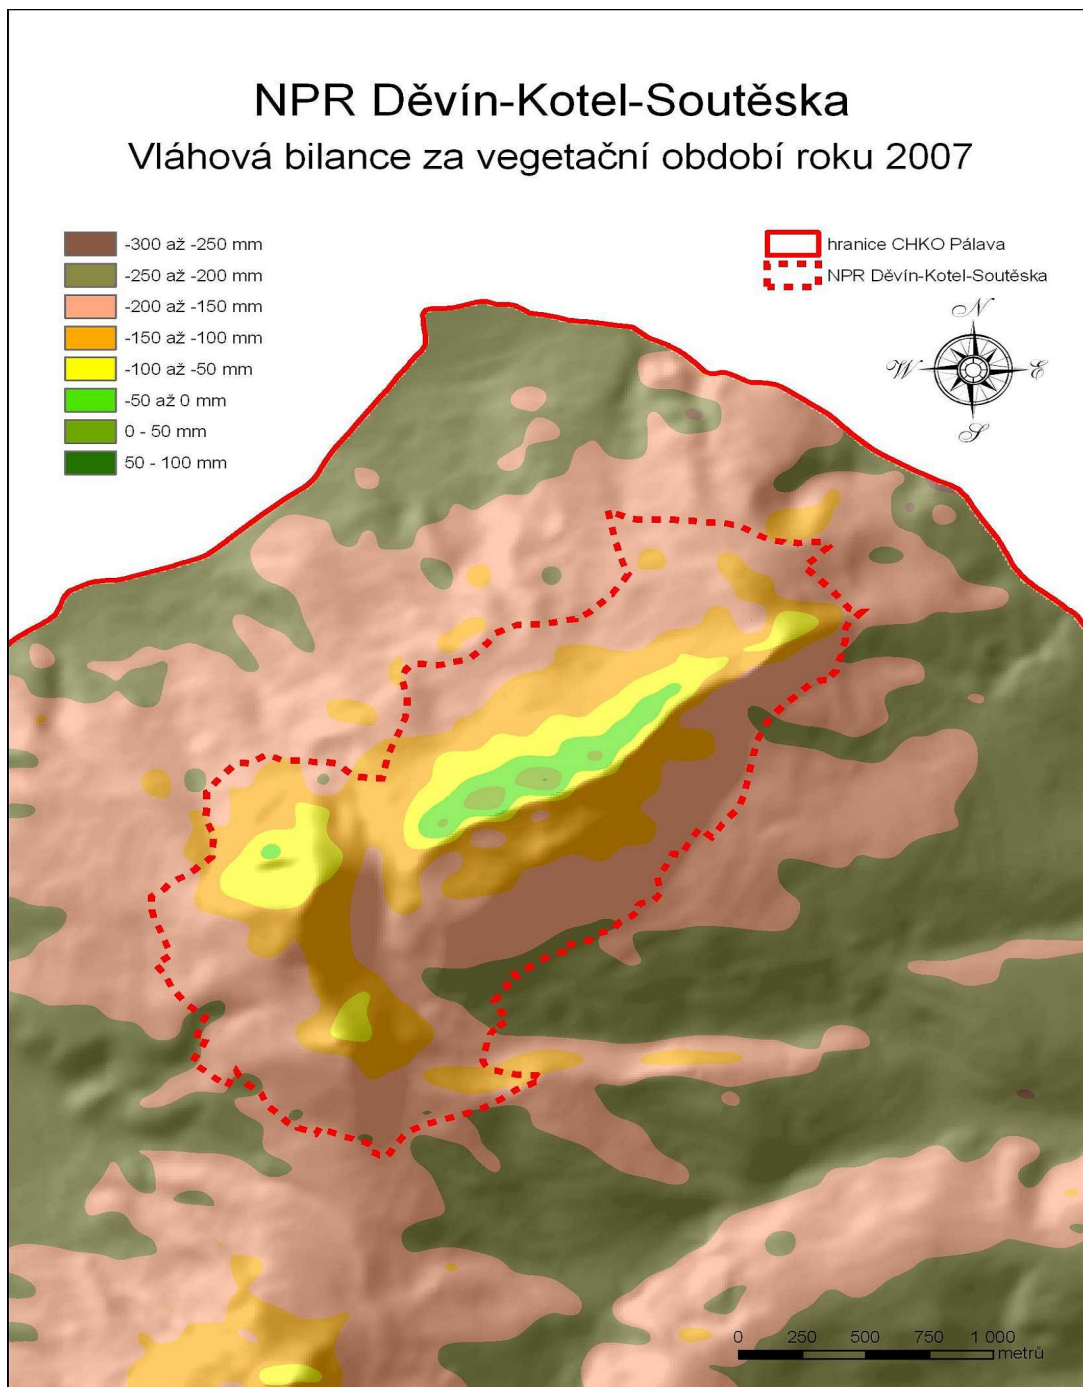 NPR Děvín-Kotel-Soutěska
Vláhová bilance za vegetační období roku 2007
-300 až -250 mm
-250 až -200 mm
-200 až -150 mm
-150 až -100 mm
-100 až -50 mm
-50 až 0 mm
0 - 50 mm
50 - 100 mm
hranice CHKO Pálava
NPR Děvín-Kotel-Soutěska
N
W E
S
0 250 500 750 1 000
metrů